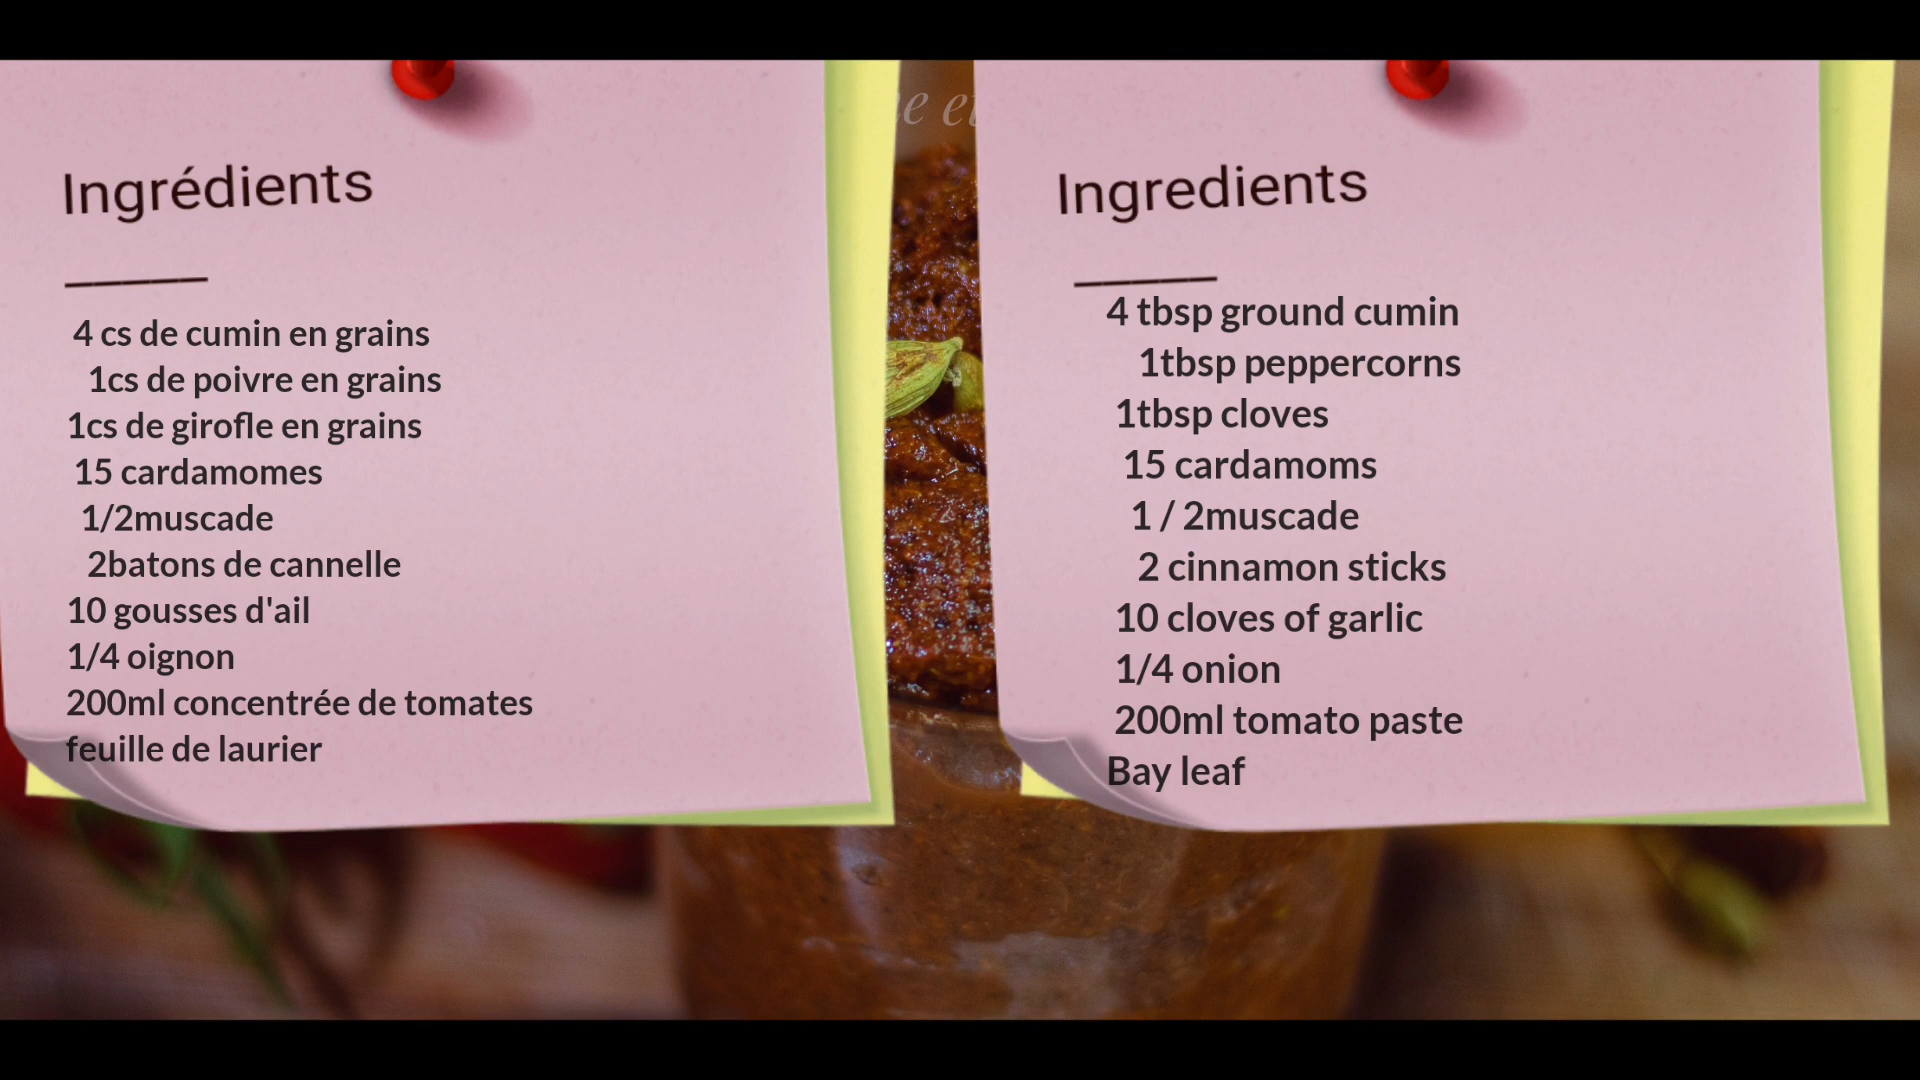 Ingrédients
4 cs de cumin en grains
1cs de poivre en grains
1cs de girofle en grains
15 cardamomes
1/2muscade
2batons de cannelle
10 gousses d'ail
1/4 oignon
200ml concentrée de tomates
feuille de laurier
et
Ingredients
4 tbsp ground cumin
1tbsp peppercorns
1tbsp cloves
15 cardamoms
1 / 2muscade
2 cinnamon sticks
10 cloves of garlic
1/4 onion
200ml tomato paste
Bay leaf